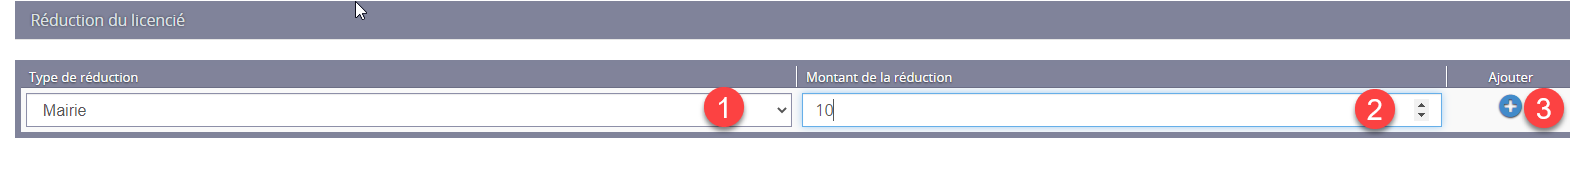 Réduction du licencié
Type de réduction Montant de la réduction Ajouter
Mairie 1 10 2 3